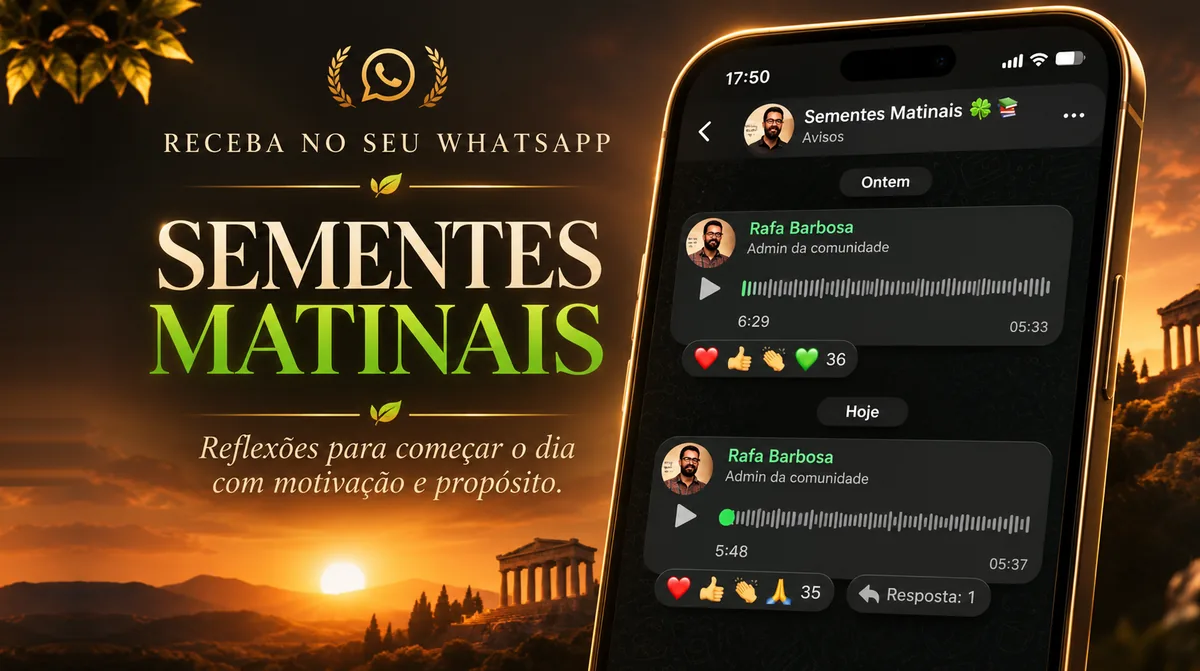 RECEBA NO SEU WHATSAPP
SEMENTES
MATINAIS
Reflexões para começar o dia
com motivação e propósito.
17:50
Sementes Matinais 🍀 📚
Avisos
Ontem
Rafa Barbosa
Admin da comunidade
6:29
05:33
❤️ 👍 👏 💚 36
Hoje
Rafa Barbosa
Admin da comunidade
5:48
05:37
❤️ 👍 👏 🙏 35
Resposta: 1